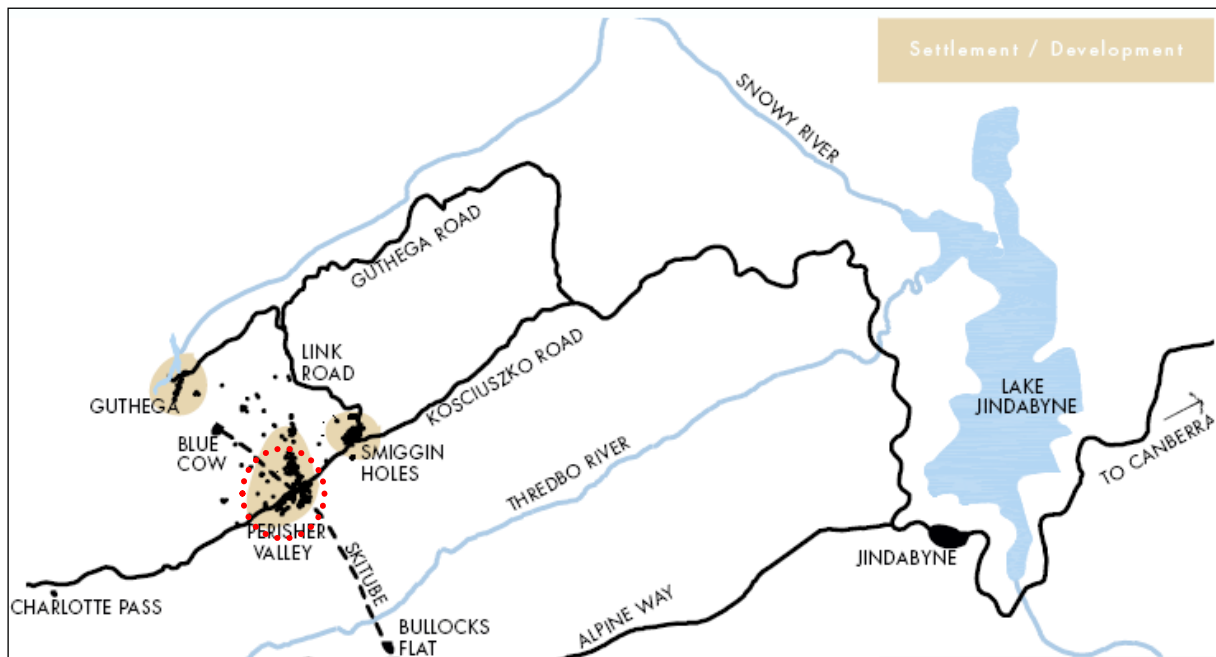 Settlement / Development
SNOWY RIVER
GUTHEGA ROAD
LINK
ROAD
KOSCIUSZKO ROAD
GUTHEGA
BLUE
COW
SMIGGIN
HOLES
LAKE
JINDABYNE
TO CANBERRA
THREDBO RIVER
PERISHER
VALLEY
SKITUBE
JINDABYNE
CHARLOTTE PASS
BULLOCKS
FLAT
ALPINE WAY